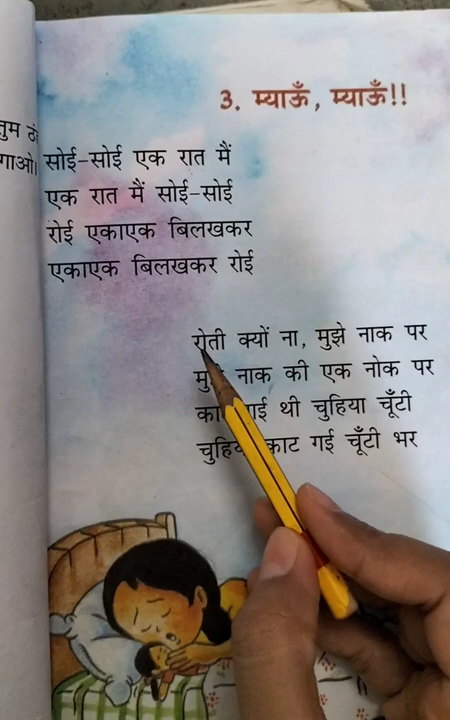 3. म्याऊँ, म्याऊँ!!
तुम
गाओ।
सोई-सोई एक रात मैं
एक रात मैं सोई-सोई
रोई एकाएक बिलखकर
एकाएक बिलखकर रोई
रोती क्यों ना, मुझे नाक पर
नाक की एक नोक पर
थी चुहिया चूँटी
गई चूँटी भर